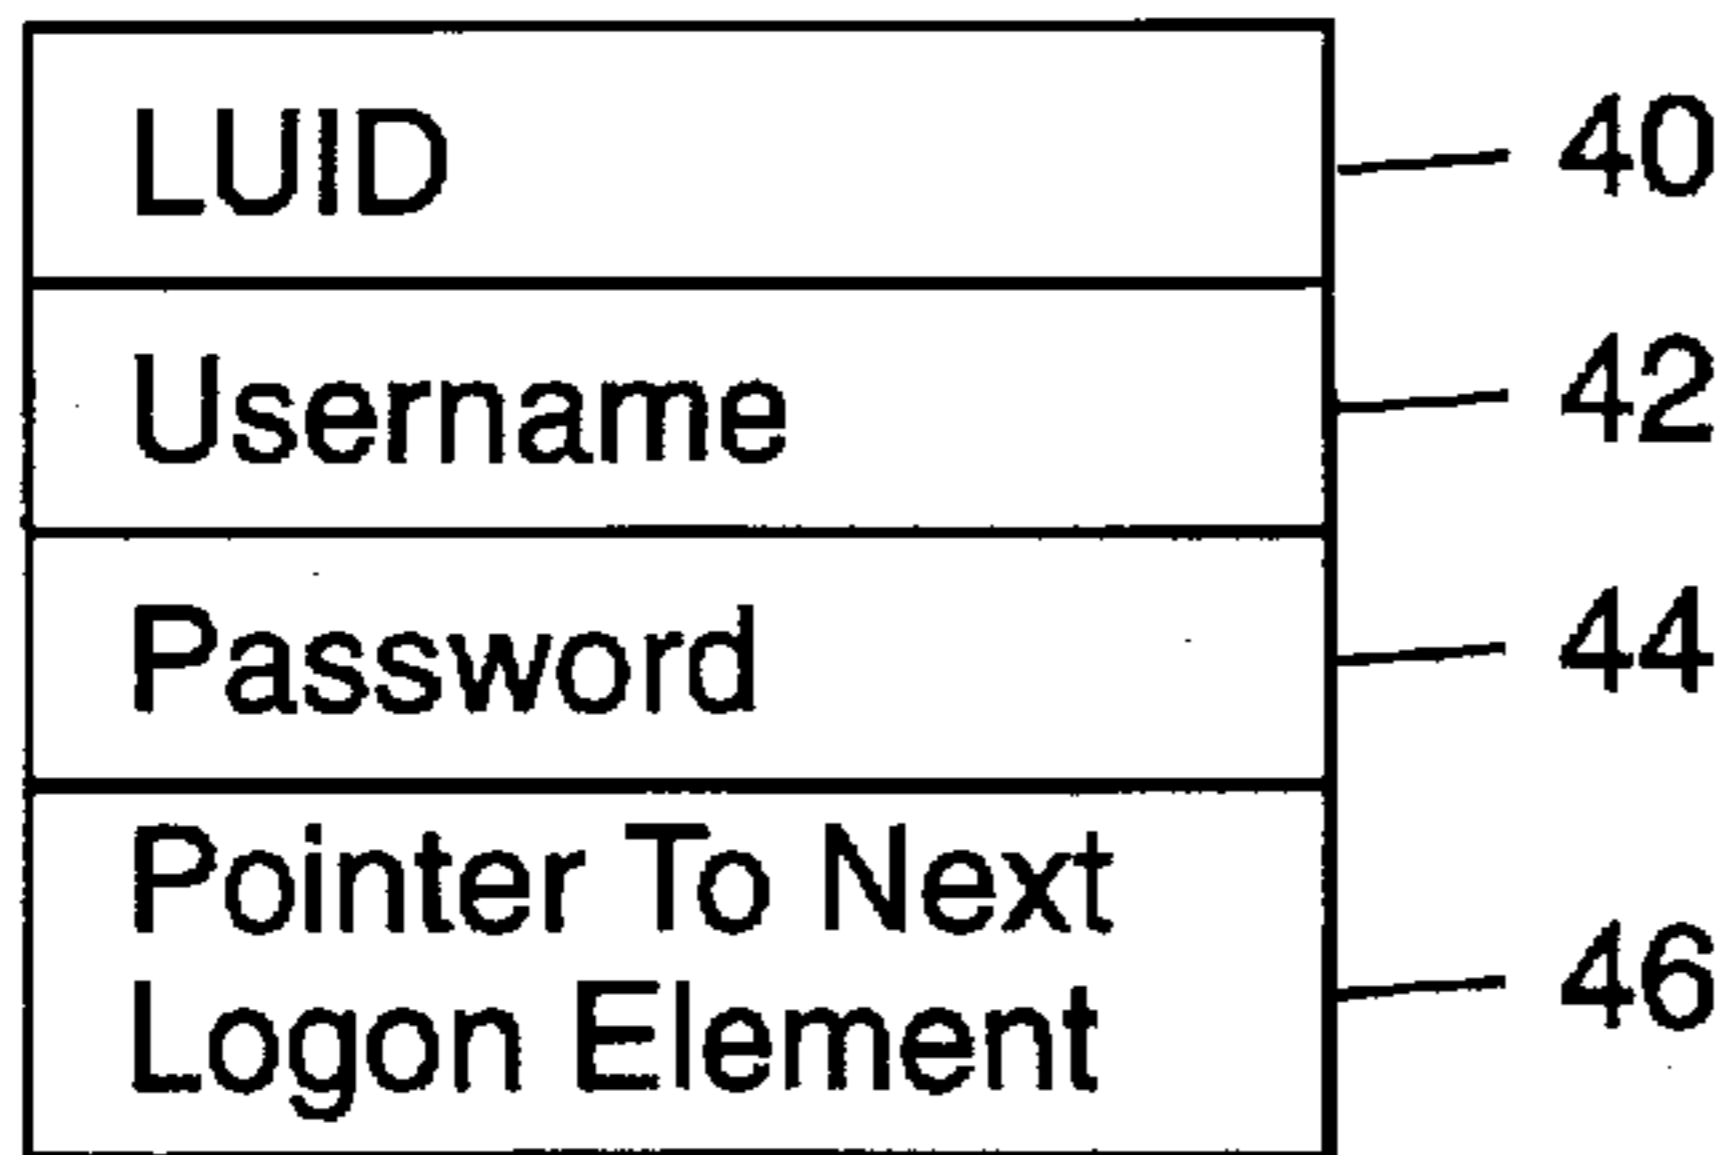 LUID 40
Username 42
Password 44
Pointer To Next
Logon Element 46